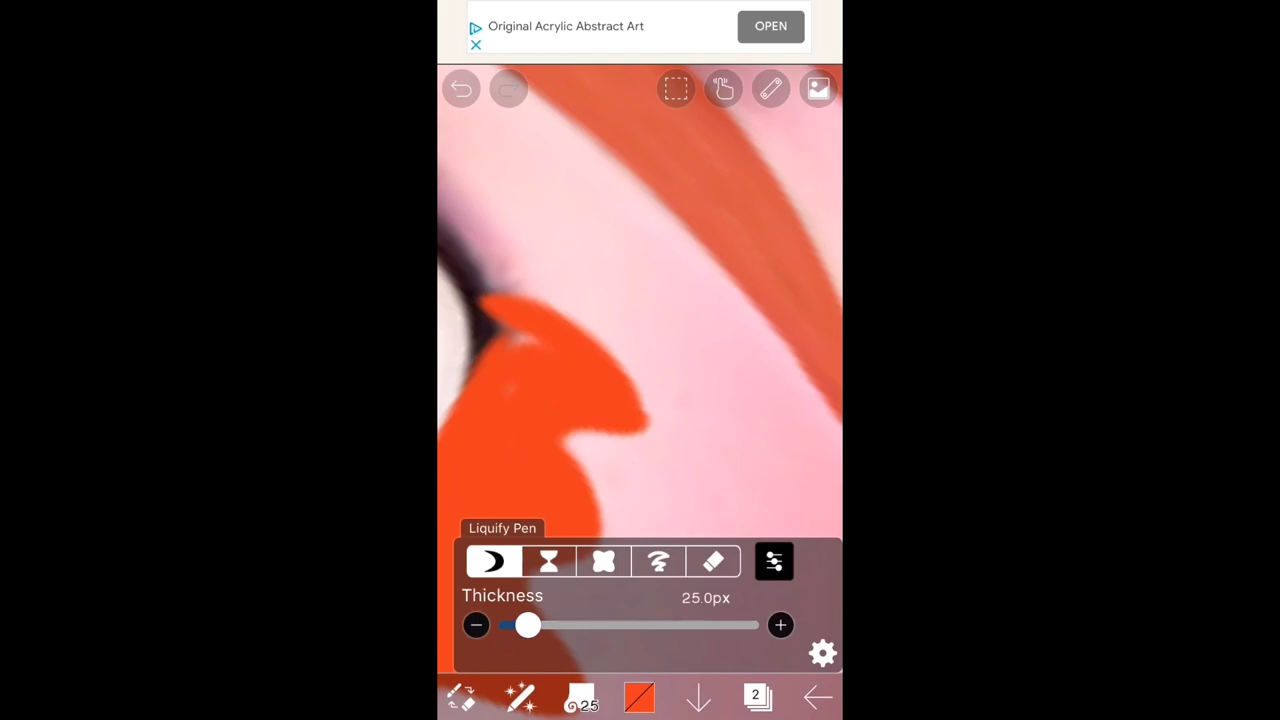 Original Acrylic Abstract Art
OPEN
Liquify Pen
Thickness
25.0px
25
2